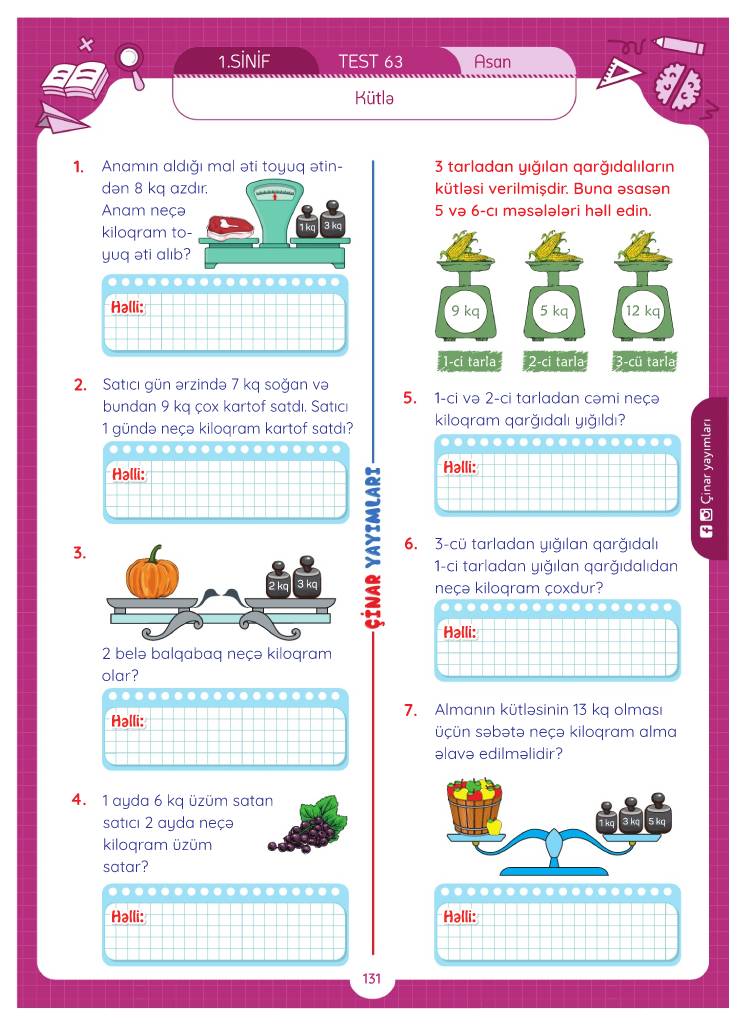 1.SİNİF
TEST 63
Asan
Kütlə
1. Anamın aldığı mal əti toyuq ətin-
dən 8 kq azdır.
Anam neçə
kiloqram to-
yuq əti alıb?
1 kq
3 kq
Həlli:
2. Satıcı gün ərzində 7 kq soğan və
bundan 9 kq çox kartof satdı. Satıcı
1 gündə neçə kiloqram kartof satdı?
Həlli:
3.
2 kq
3 kq
2 belə balqabaq neçə kiloqram
olar?
Həlli:
4. 1 ayda 6 kq üzüm satan
satıcı 2 ayda neçə
kiloqram üzüm
satar?
Həlli:
ÇİNAR YAYIMLARI
3 tarladan yığılan qarğıdalıların
kütləsi verilmişdir. Buna əsasən
5 və 6-cı məsələləri həll edin.
9 kq
5 kq
12 kq
1-ci tarla
2-ci tarla
3-cü tarla
5. 1-ci və 2-ci tarladan cəmi neçə
kiloqram qarğıdalı yığıldı?
Həlli:
6. 3-cü tarladan yığılan qarğıdalı
1-ci tarladan yığılan qarğıdalıdan
neçə kiloqram çoxdur?
Həlli:
7. Almanın kütləsinin 13 kq olması
üçün səbətə neçə kiloqram alma
əlavə edilməlidir?
1 kq
3 kq
5 kq
Həlli:
Çinar yayımları
131